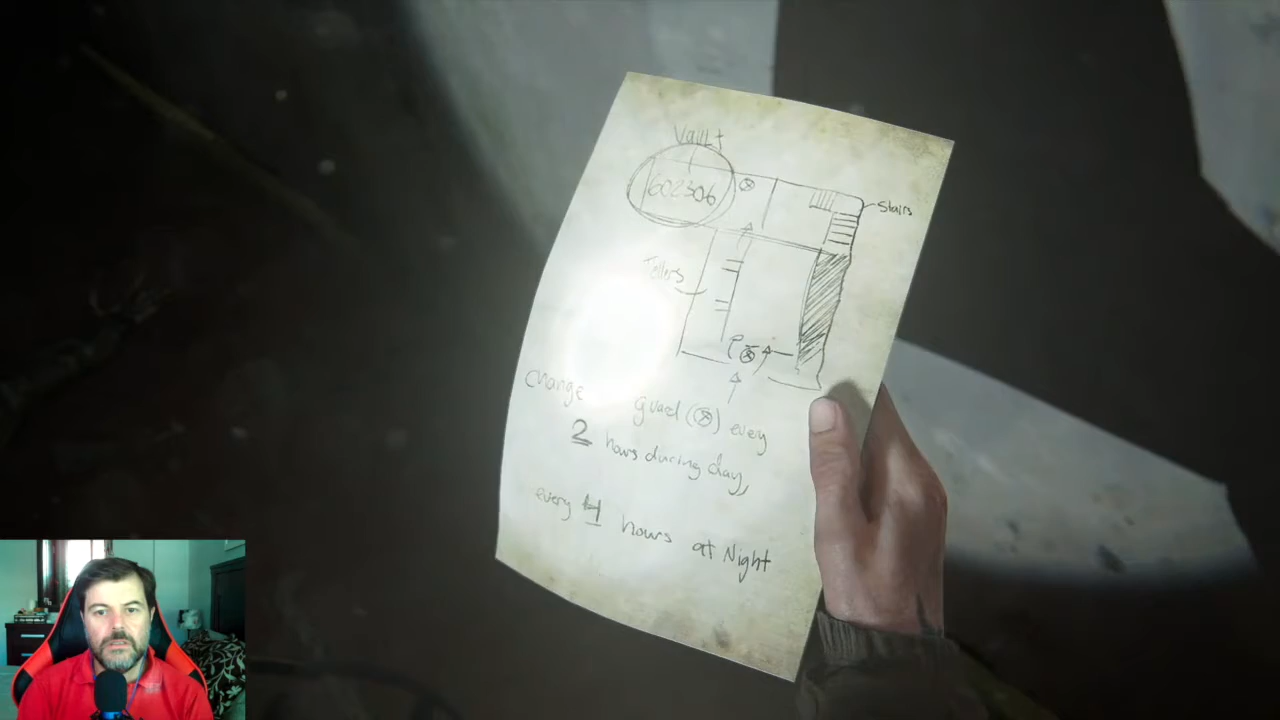 Vault
602306
Stairs
Tellers
Change guard (⊗) every
2 hours during day,
every 4 hours at Night